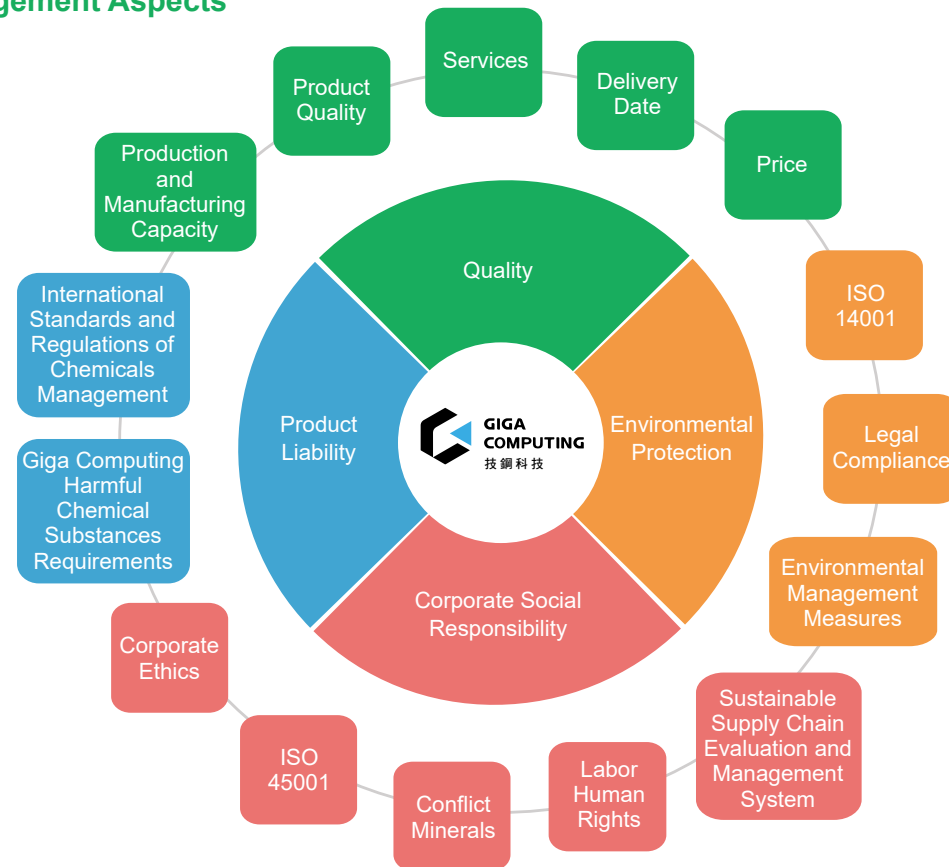 gement Aspects
Services
Product
Quality
Delivery
Date
Price
Production
and
Manufacturing
Capacity
International
Standards and
Regulations of
Chemicals
Management
Giga Computing
Harmful
Chemical
Substances
Requirements
Quality
Product
Liability
GIGA
COMPUTING
技鋼科技
Environmental
Protection
Corporate Social
Responsibility
ISO
14001
Legal
Compliance
Environmental
Management
Measures
Corporate
Ethics
ISO
45001
Conflict
Minerals
Labor
Human
Rights
Sustainable
Supply Chain
Evaluation and
Management
System